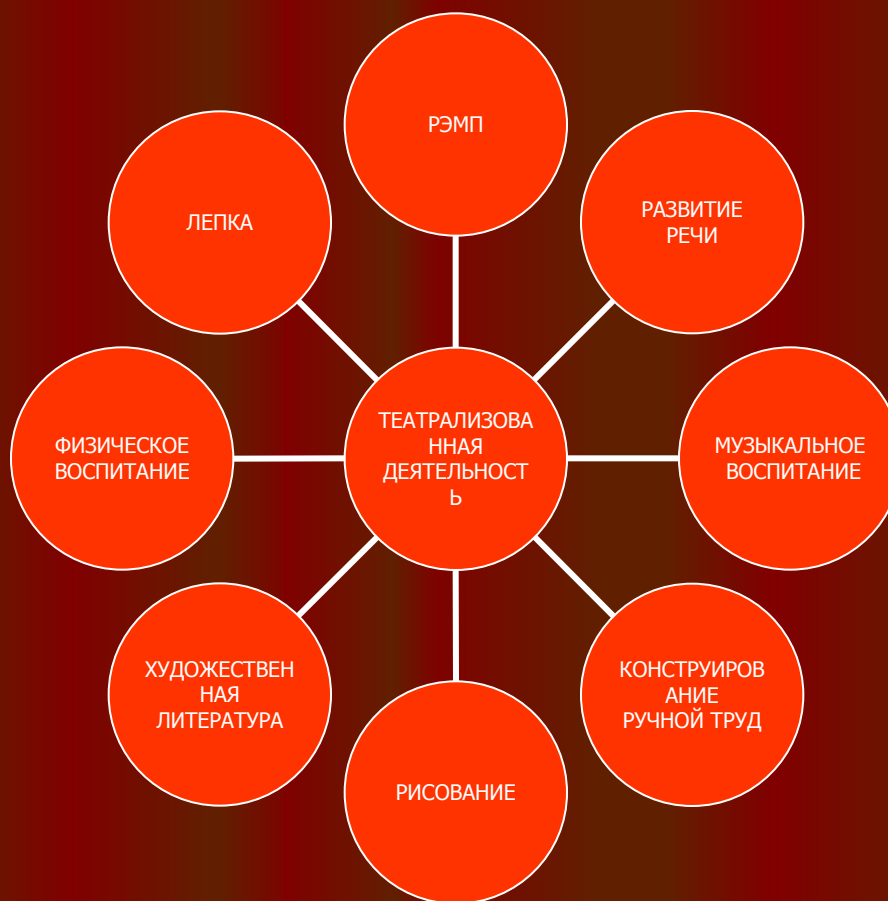 РЭМП
ЛЕПКА
РАЗВИТИЕ
РЕЧИ
ФИЗИЧЕСКОЕ
ВОСПИТАНИЕ
ТЕАТРАЛИЗОВА
ННАЯ
ДЕЯТЕЛЬНОСТ
Ь
МУЗЫКАЛЬНОЕ
ВОСПИТАНИЕ
ХУДОЖЕСТВЕН
НАЯ
ЛИТЕРАТУРА
КОНСТРУИРОВ
АНИЕ
РУЧНОЙ ТРУД
РИСОВАНИЕ